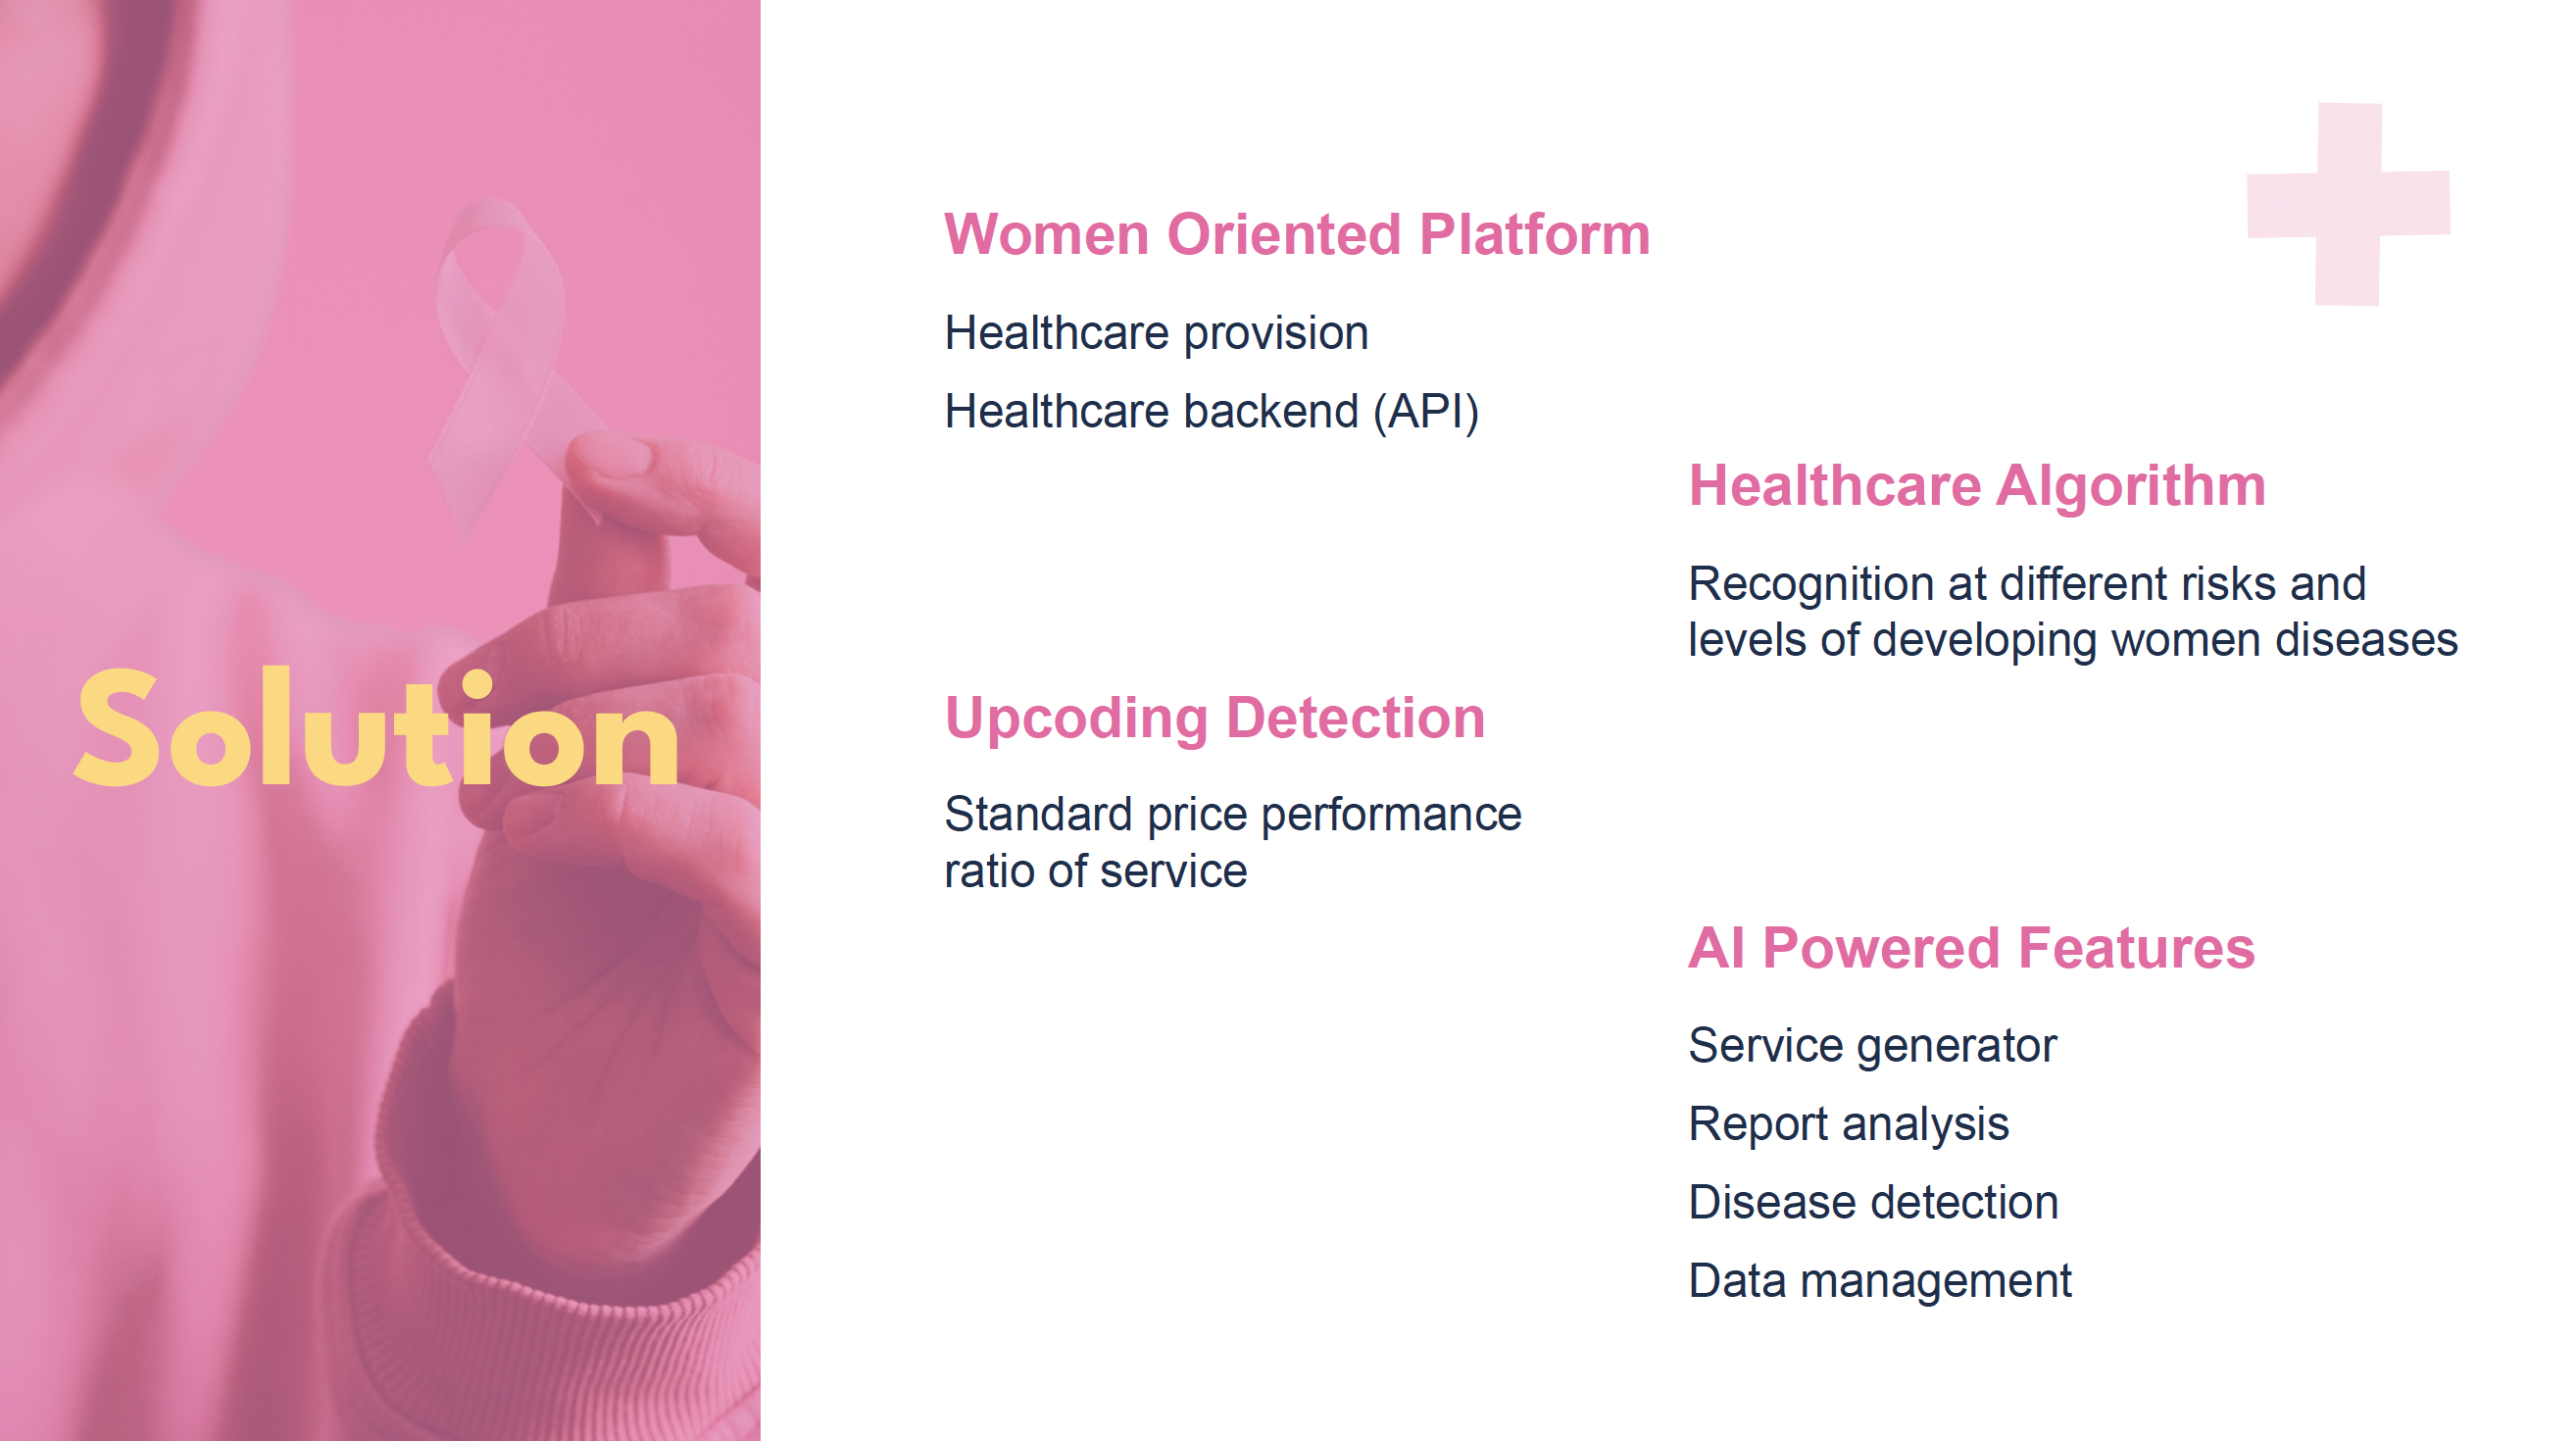 Solution
Women Oriented Platform
Healthcare provision
Healthcare backend (API)
Healthcare Algorithm
Recognition at different risks and
levels of developing women diseases
Upcoding Detection
Standard price performance
ratio of service
AI Powered Features
Service generator
Report analysis
Disease detection
Data management